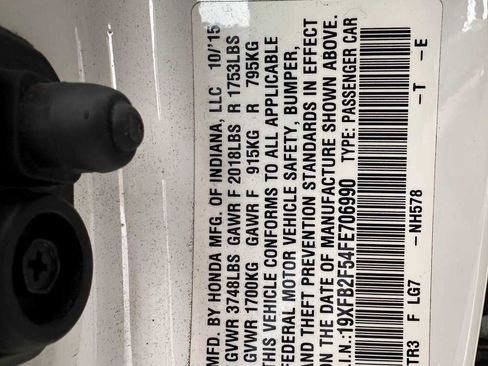 MFD. BY HONDA MFG. OF INDIANA, LLC 10/'15
GVWR 3748LBS GAWR F 2018LBS R 1753LBS
GVWR 1700KG GAWR F 915KG R 795KG
THIS VEHICLE CONFORMS TO ALL APPLICABLE
FEDERAL MOTOR VEHICLE SAFETY, BUMPER,
AND THEFT PREVENTION STANDARDS IN EFFECT
ON THE DATE OF MANUFACTURE SHOWN ABOVE.
V.I.N.:19XFB2F54FE706990 TYPE: PASSENGER CAR
TR3 F LG7 -T -E
-NH578